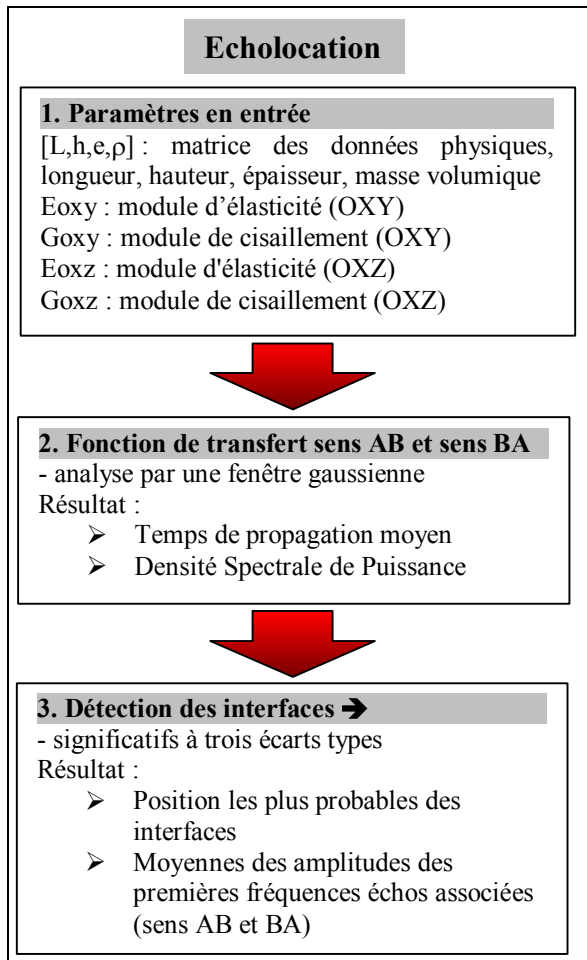 Echolocation
1. Paramètres en entrée
[L,h,e,ρ] : matrice des données physiques,
longueur, hauteur, épaisseur, masse volumique
Eoxy : module d’élasticité (OXY)
Goxy : module de cisaillement (OXY)
Eoxz : module d'élasticité (OXZ)
Goxz : module de cisaillement (OXZ)
2. Fonction de transfert sens AB et sens BA
- analyse par une fenêtre gaussienne
Résultat :
➢ Temps de propagation moyen
➢ Densité Spectrale de Puissance
3. Détection des interfaces ➔
- significatifs à trois écarts types
Résultat :
➢ Position les plus probables des
interfaces
➢ Moyennes des amplitudes des
premières fréquences échos associées
(sens AB et BA)